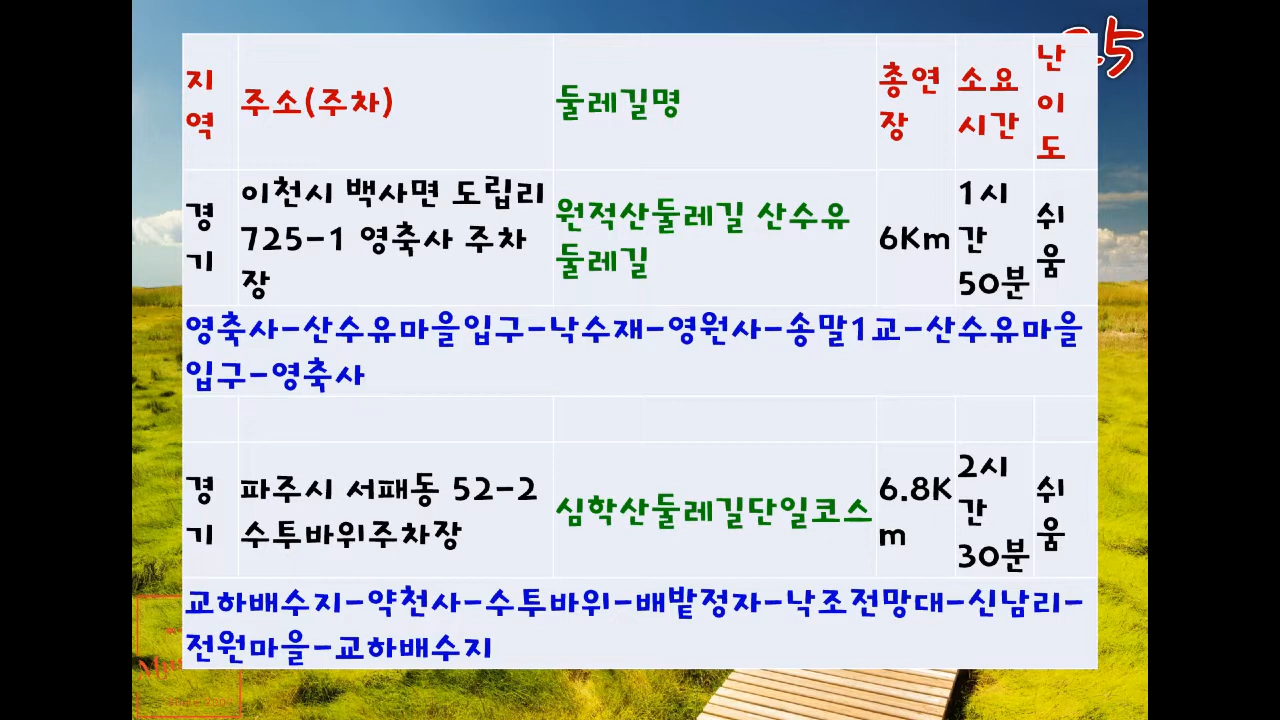 지역 주소(주차) 둘레길명 총연장 소요시간 난이도
경기 이천시 백사면 도립리 725-1 영축사 주차장 원적산둘레길 산수유 둘레길 6Km 1시간 50분 쉬움
영축사-산수유마을입구-낙수재-영원사-송말1교-산수유마을
입구-영축사
경기 파주시 서패동 52-2 수투바위주차장 심학산둘레길단일코스 6.8Km 2시간 30분 쉬움
교하배수지-약천사-수투바위-배밭정자-낙조전망대-신남리-
전원마을-교하배수지